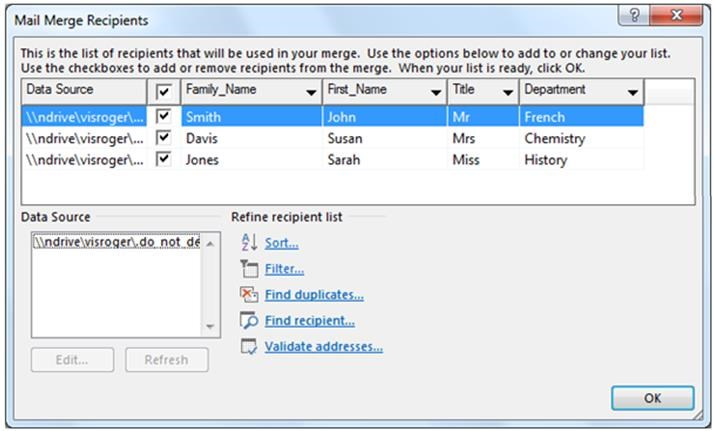 Mail Merge Recipients
This is the list of recipients that will be used in your merge. Use the options below to add to or change your list.
Use the checkboxes to add or remove recipients from the merge. When your list is ready, click OK.
Data Source Family_Name First_Name Title Department
\\ndrive\visroger\... Smith John Mr French
\\ndrive\visroger\... Davis Susan Mrs Chemistry
\\ndrive\visroger\... Jones Sarah Miss History
Data Source Refine recipient list
\\ndrive\visroger\.do_not_de
Sort...
Filter...
Find duplicates...
Find recipient...
Validate addresses...
Edit... Refresh
OK